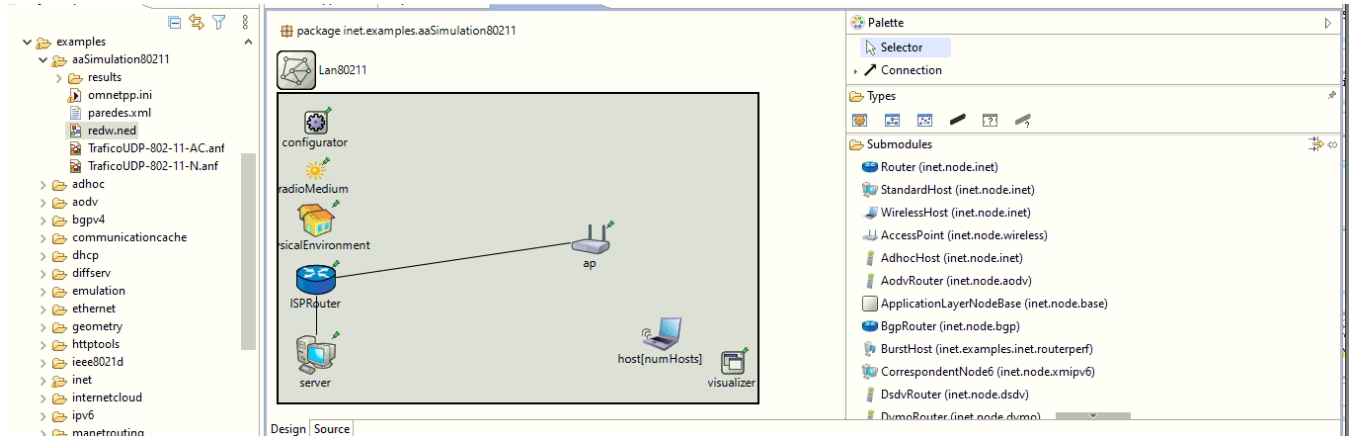 examples
aaSimulation80211
results
omnetpp.ini
paredes.xml
redw.ned
TraficoUDP-802-11-AC.anf
TraficoUDP-802-11-N.anf
adhoc
aodv
bgpv4
communicationcache
dhcp
diffserv
emulation
ethernet
geometry
httptools
ieee8021d
inet
internetcloud
ipv6
manetrouting
package inet.examples.aaSimulation80211
Lan80211
configurator
radioMedium
sicalEnvironment
ap
ISPRouter
host[numHosts]
server
visualizer
Design Source
Palette
Selector
Connection
Types
Submodules
Router (inet.node.inet)
StandardHost (inet.node.inet)
WirelessHost (inet.node.inet)
AccessPoint (inet.node.wireless)
AdhocHost (inet.node.inet)
AodvRouter (inet.node.aodv)
ApplicationLayerNodeBase (inet.node.base)
BgpRouter (inet.node.bgp)
BurstHost (inet.examples.inet.routerperf)
CorrespondentNode6 (inet.node.xmipv6)
DsdvRouter (inet.node.dsdv)
DymoRouter (inet.node.dymo)